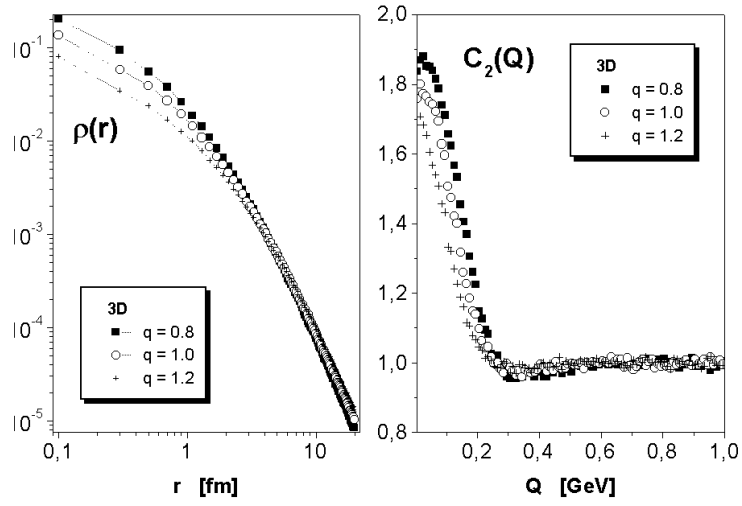 10⁻¹
10⁻²
10⁻³
10⁻⁴
10⁻⁵
ρ(r)
3D
q = 0.8
q = 1.0
q = 1.2
0,1
1
10
r [fm]
2,0
1,8
1,6
1,4
1,2
1,0
0,8
C₂(Q)
3D
q = 0.8
q = 1.0
q = 1.2
0,0
0,2
0,4
0,6
0,8
1,0
Q [GeV]